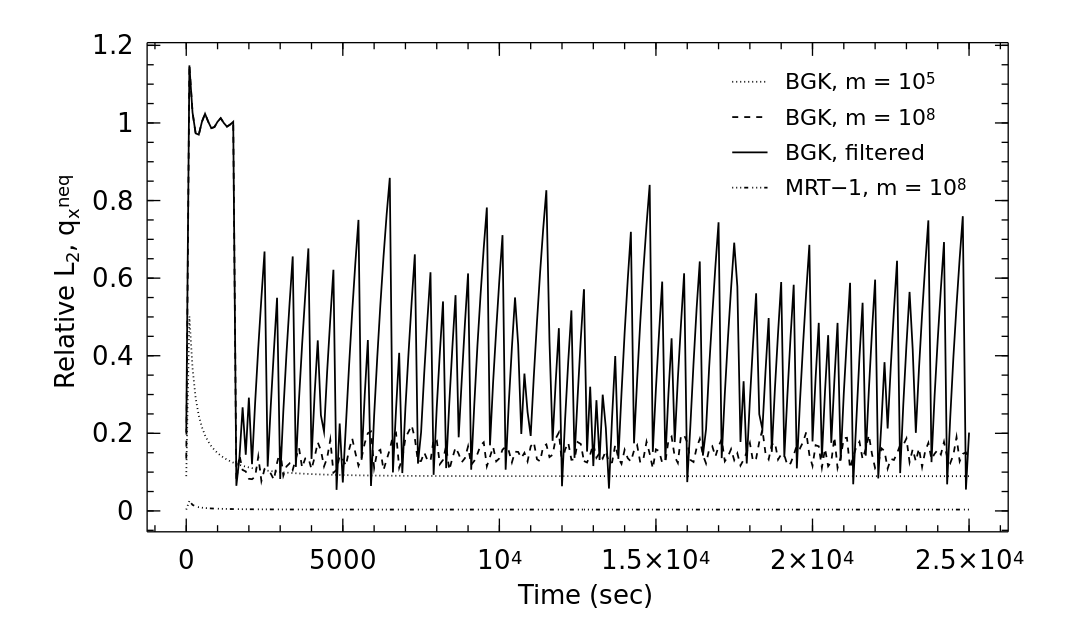 1.2
1
0.8
0.6
0.4
0.2
0
Relative L₂, qₓⁿᵉq
BGK, m = 10⁵
BGK, m = 10⁸
BGK, filtered
MRT−1, m = 10⁸
0 5000 10⁴ 1.5×10⁴ 2×10⁴ 2.5×10⁴
Time (sec)